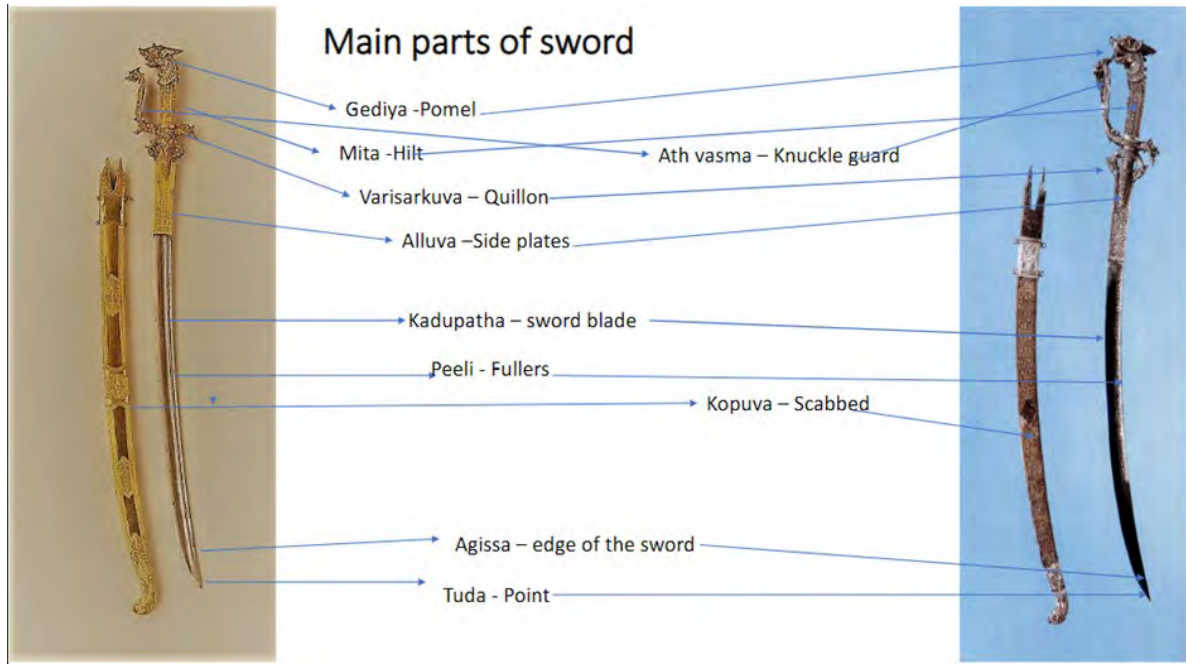 Main parts of sword
Gediya -Pomel
Mita -Hilt
Ath vasma – Knuckle guard
Varisarkuva – Quillon
Alluva –Side plates
Kadupatha – sword blade
Peeli - Fullers
Kopuva – Scabbed
Agissa – edge of the sword
Tuda - Point